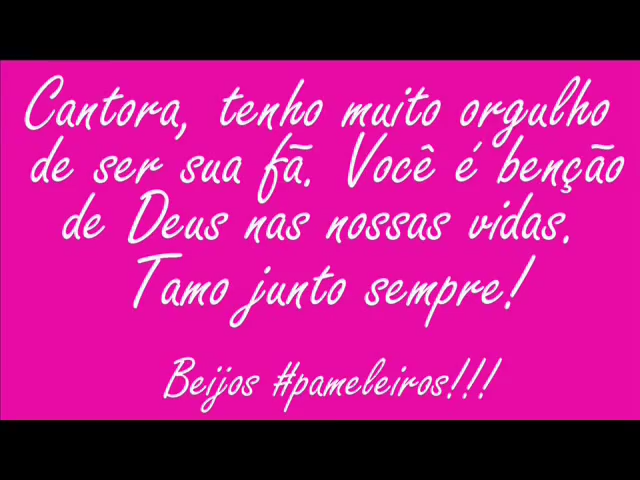 Cantora, tenho muito orgulho
de ser sua fã. Você é benção
de Deus nas nossas vidas.
Tamo junto sempre!
Beijos #pameleiros!!!